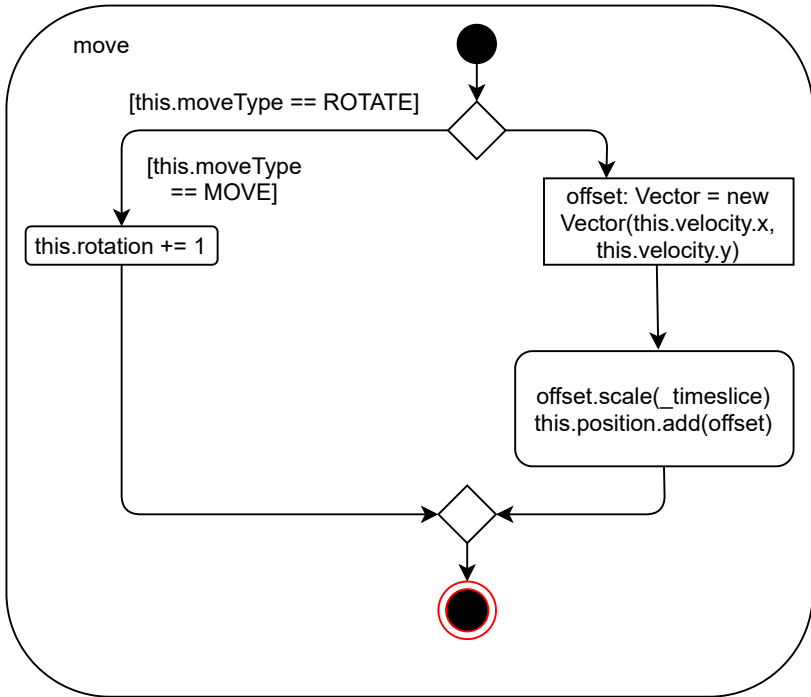 move
[this.moveType == ROTATE]
[this.moveType
== MOVE]
this.rotation += 1
offset: Vector = new
Vector(this.velocity.x,
this.velocity.y)
offset.scale(_timeslice)
this.position.add(offset)